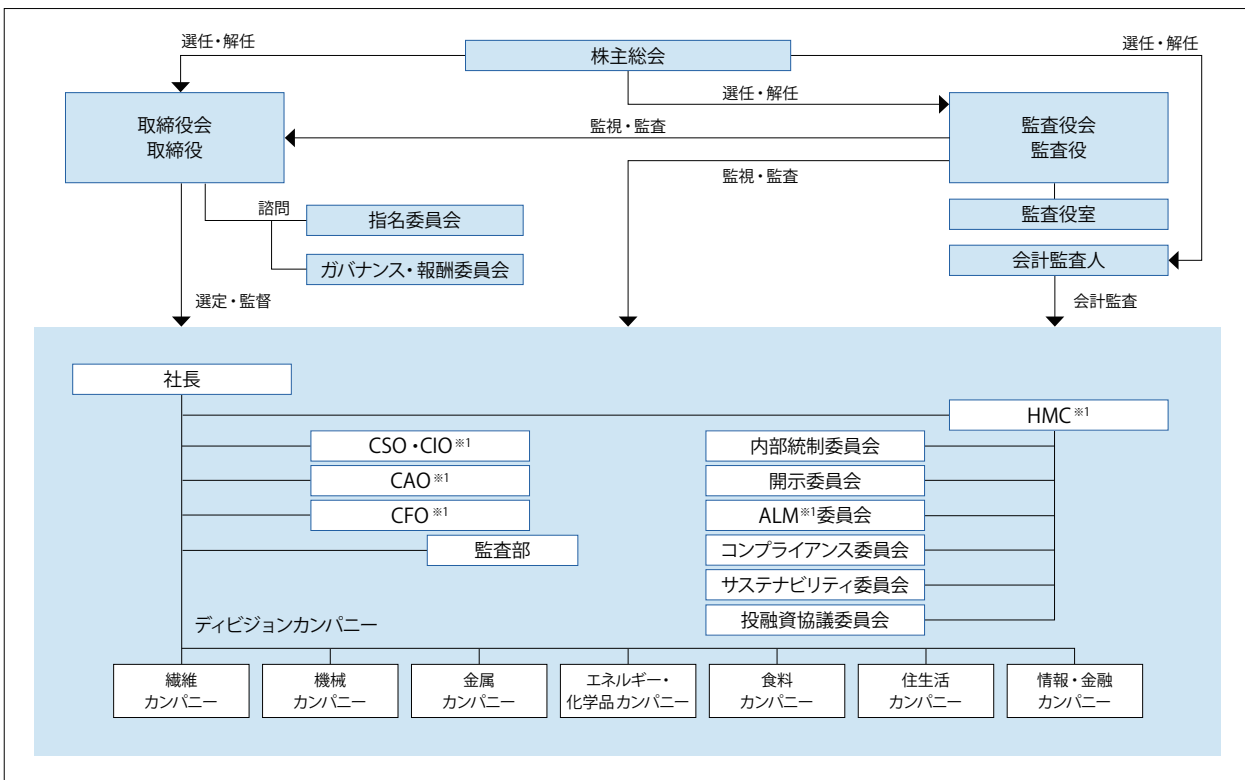 選任・解任
株主総会
選任・解任
選任・解任
取締役会
取締役
監視・監査
監査役会
監査役
監視・監査
諮問
指名委員会
監査役室
ガバナンス・報酬委員会
会計監査人
選定・監督
会計監査
社長
HMC※1
CSO・CIO※1
内部統制委員会
CAO※1
開示委員会
CFO※1
ALM※1委員会
監査部
コンプライアンス委員会
サステナビリティ委員会
投融資協議委員会
ディビジョンカンパニー
繊維
カンパニー
機械
カンパニー
金属
カンパニー
エネルギー・
化学品カンパニー
食料
カンパニー
住生活
カンパニー
情報・金融
カンパニー